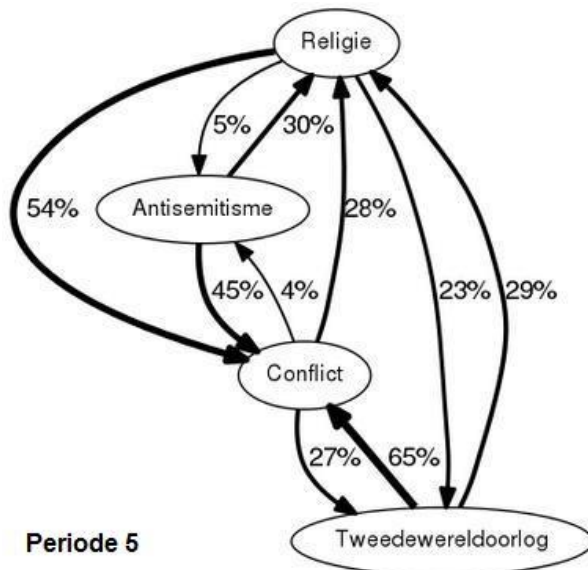 Religie
5%
30%
Antisemitisme
54%
28%
45%
4%
23%
29%
Conflict
27%
65%
Periode 5
Tweedewereldoorlog